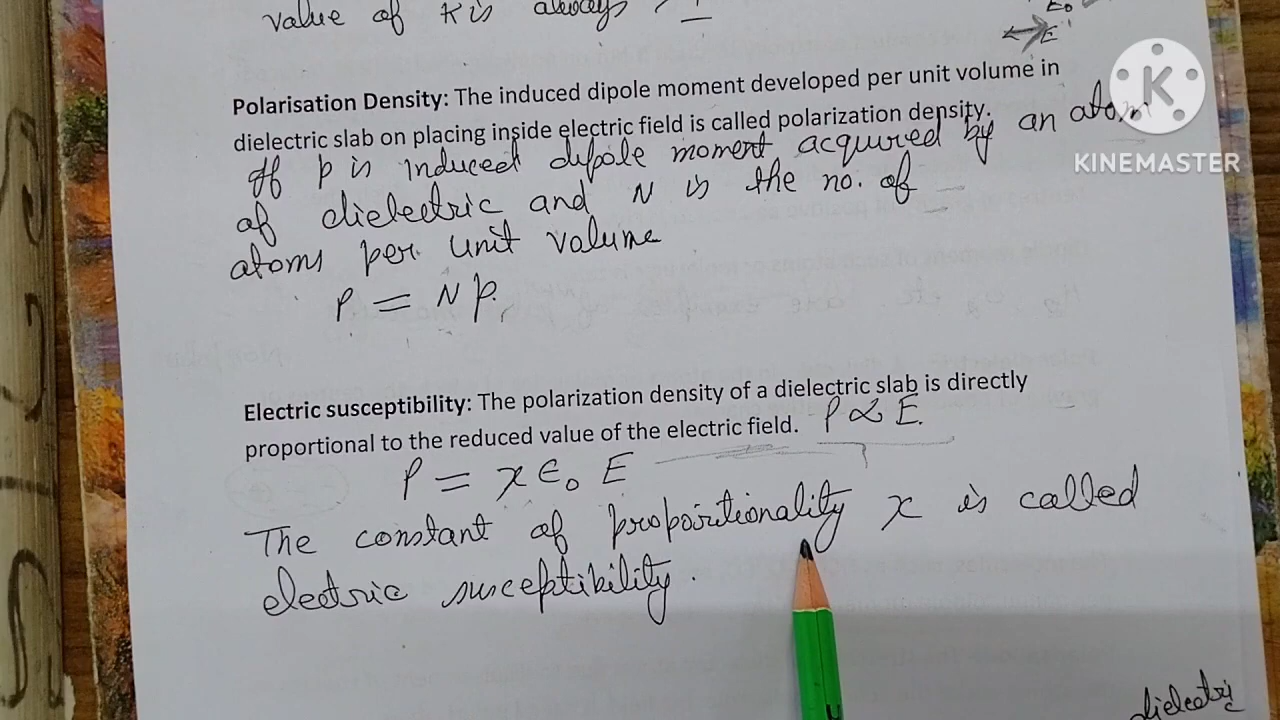 value of K is always > 1
E₀
E'
Polarisation Density: The induced dipole moment developed per unit volume in
dielectric slab on placing inside electric field is called polarization density.
If p is induced dipole moment acquired by an atom
of dielectric and N is the no. of
atoms per unit volume
P = Np.
Electric susceptibility: The polarization density of a dielectric slab is directly
proportional to the reduced value of the electric field. P ∝ E.
P = x ϵ₀ E
The constant of proportionality x is called
electric susceptibility.
dielectric
K
KINEMASTER